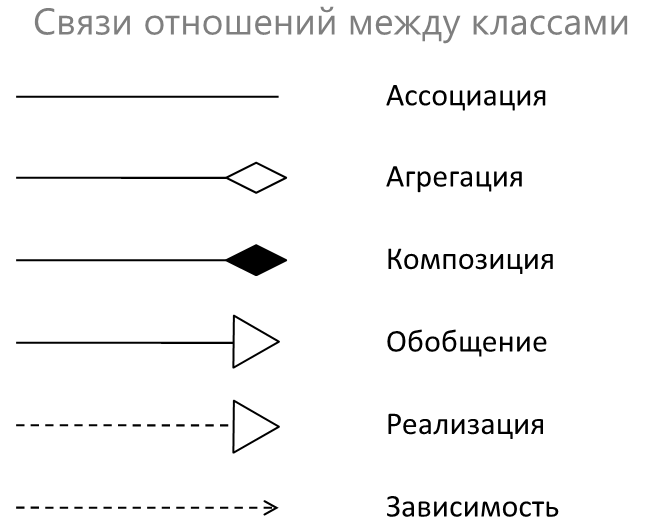 Связи отношений между классами
Ассоциация
Агрегация
Композиция
Обобщение
Реализация
Зависимость